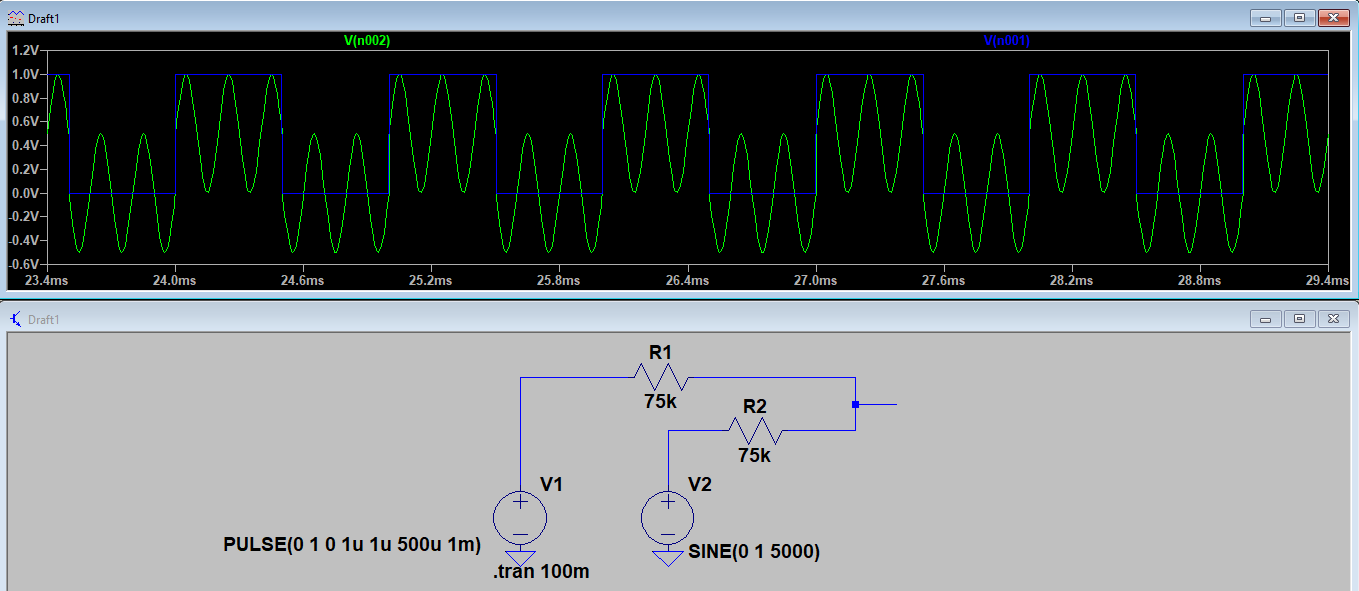 Draft1
V(n002) V(n001)
1.2V
1.0V
0.8V
0.6V
0.4V
0.2V
0.0V
-0.2V
-0.4V
-0.6V
23.4ms 24.0ms 24.6ms 25.2ms 25.8ms 26.4ms 27.0ms 27.6ms 28.2ms 28.8ms 29.4ms
Draft1
R1
75k
R2
75k
V1 V2
PULSE(0 1 0 1u 1u 500u 1m) SINE(0 1 5000)
.tran 100m